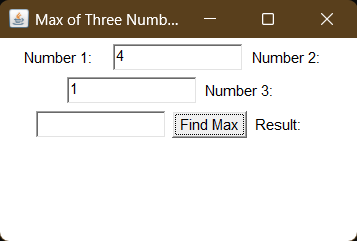 Max of Three Numb...
Number 1: 4 Number 2:
1 Number 3:
Find Max Result: